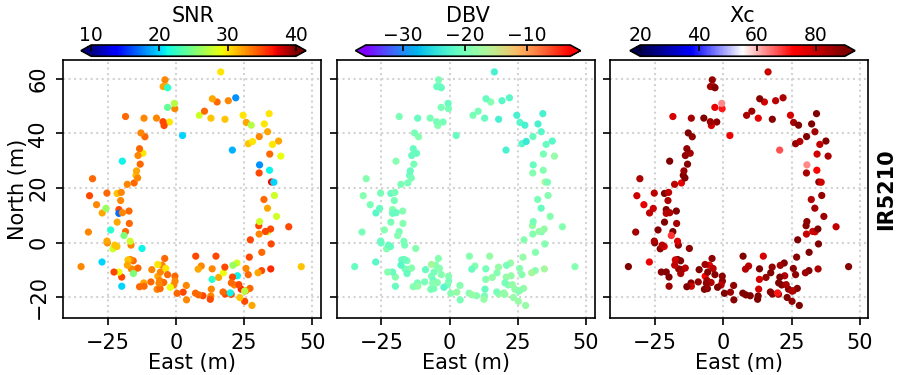 SNR DBV Xc
10 20 30 40 −30 −20 −10 20 40 60 80
60
40
20
0
−20
North (m)
IR5210
−25 0 25 50 −25 0 25 50 −25 0 25 50
East (m) East (m) East (m)